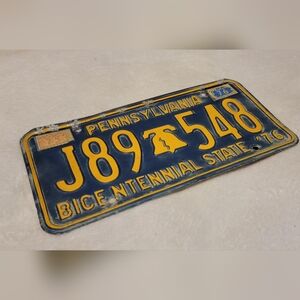 PENNSYLVANIA
J89 548
BICENTENNIAL STATE '76